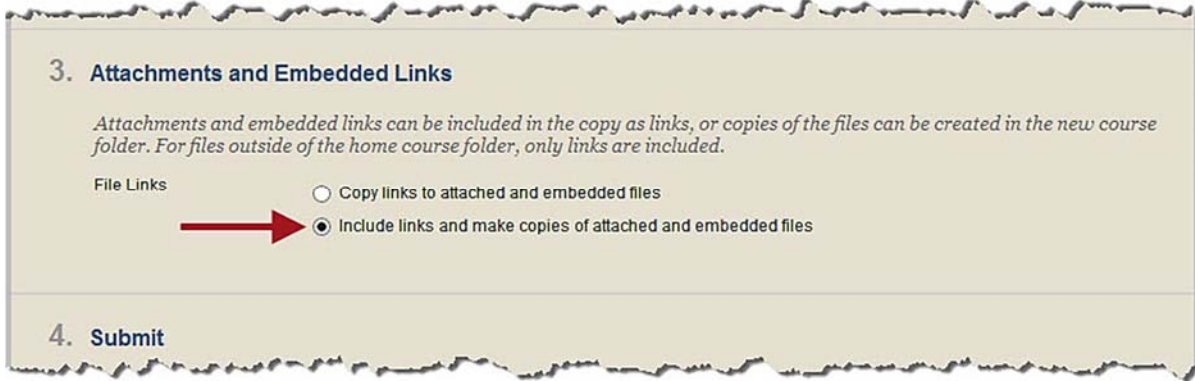 3. Attachments and Embedded Links
Attachments and embedded links can be included in the copy as links, or copies of the files can be created in the new course
folder. For files outside of the home course folder, only links are included.
File Links
Copy links to attached and embedded files
Include links and make copies of attached and embedded files
4. Submit